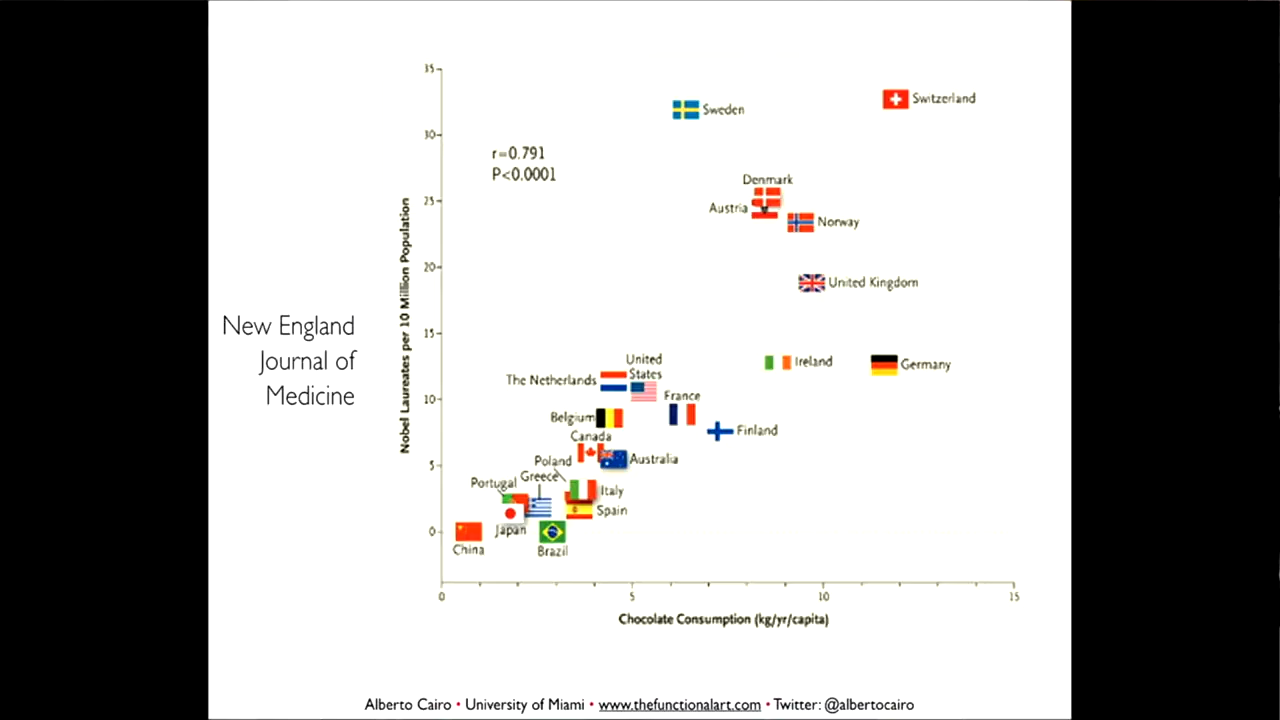 New England
Journal of
Medicine
Nobel Laureates per 10 Million Population
35
30
25
20
15
10
5
0
r=0.791
P<0.0001
Sweden
Switzerland
Denmark
Austria
Norway
United Kingdom
Ireland
Germany
United
States
The Netherlands
France
Belgium
Finland
Canada
Australia
Poland
Portugal
Greece
Italy
Spain
Japan
China
Brazil
0
5
10
15
Chocolate Consumption (kg/yr/capita)
Alberto Cairo • University of Miami • www.thefunctionalart.com • Twitter: @albertocairo